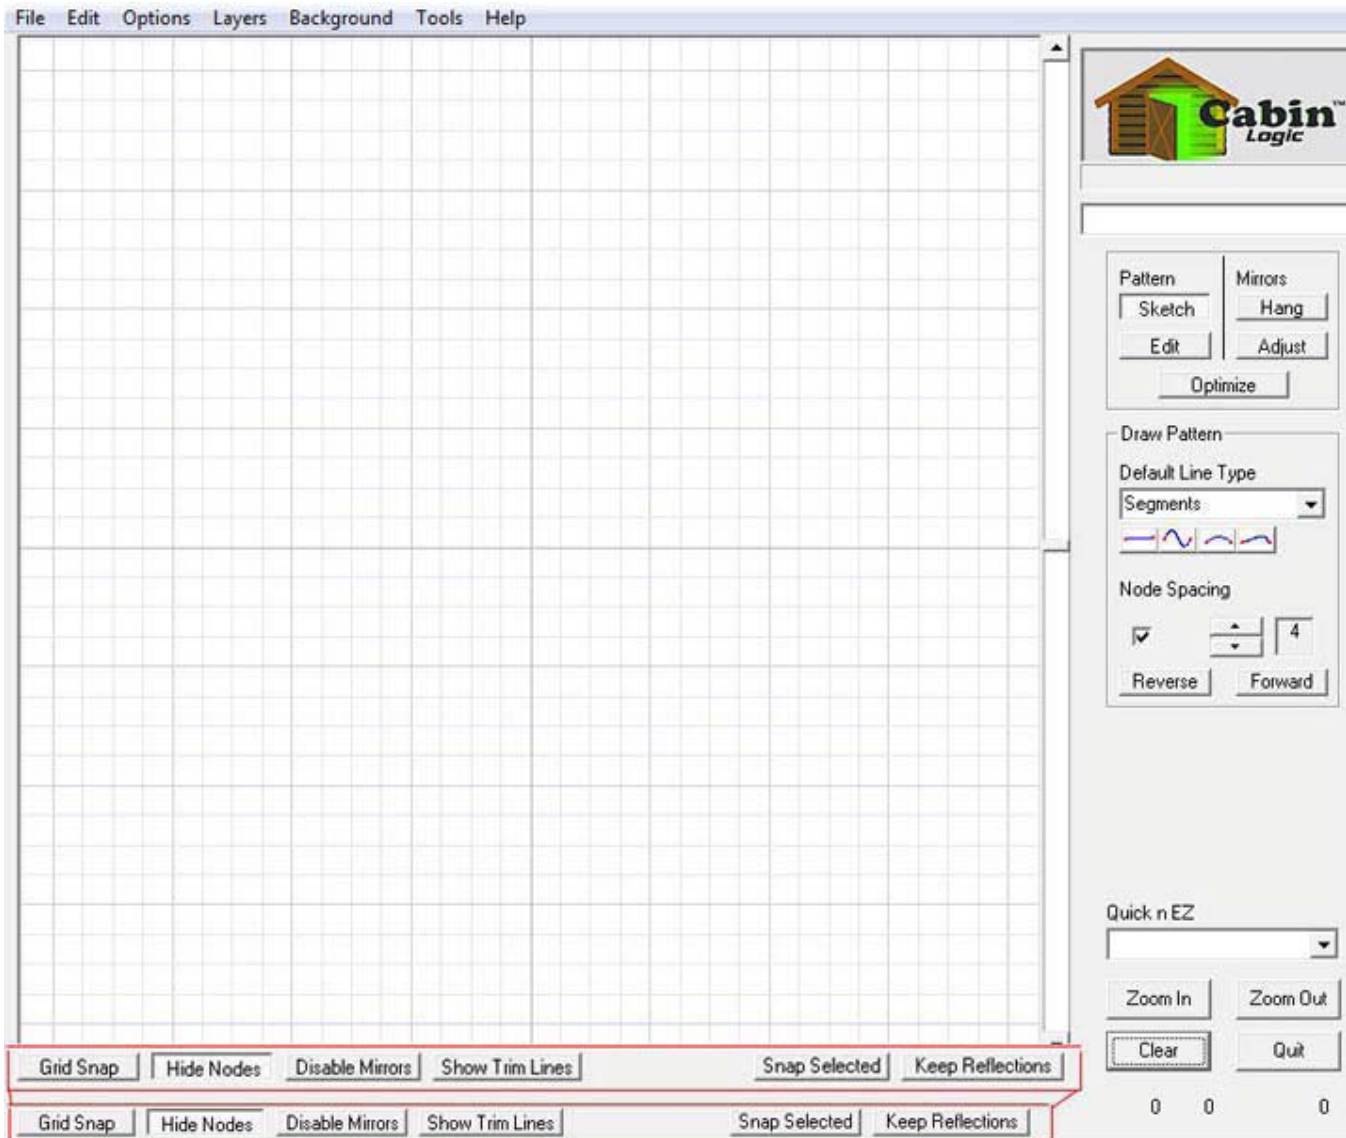 File Edit Options Layers Background Tools Help
Cabin™
Logic
Pattern Mirrors
Sketch Hang
Edit Adjust
Optimize
Draw Pattern
Default Line Type
Segments
Node Spacing
4
Reverse Forward
Quick n EZ
Zoom In Zoom Out
Clear Quit
0 0 0
Grid Snap Hide Nodes Disable Mirrors Show Trim Lines Snap Selected Keep Reflections
Grid Snap Hide Nodes Disable Mirrors Show Trim Lines Snap Selected Keep Reflections